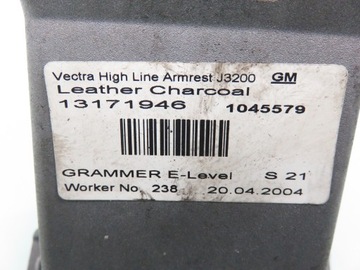 Vectra High Line Armrest J3200 GM
Leather Charcoal
13171946 1045579
GRAMMER E-Level S 21
Worker No. 238 20.04.2004